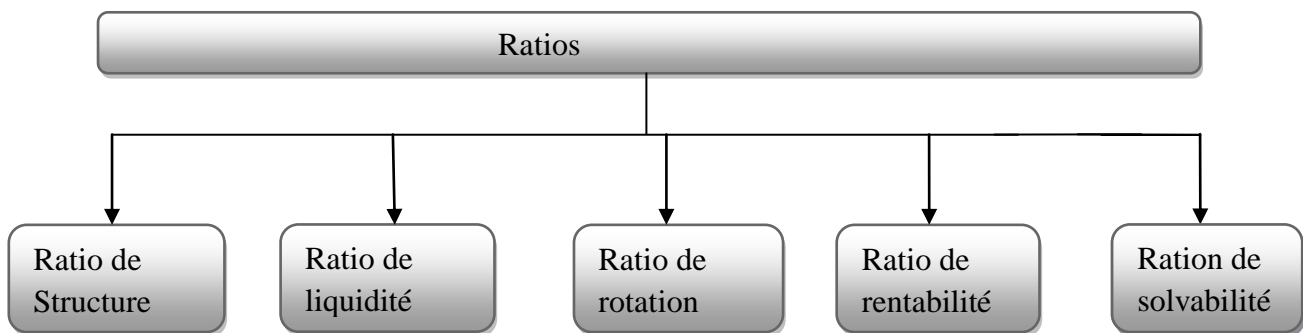 Ratios
Ratio de
Structure
Ratio de
liquidité
Ratio de
rotation
Ratio de
rentabilité
Ration de
solvabilité